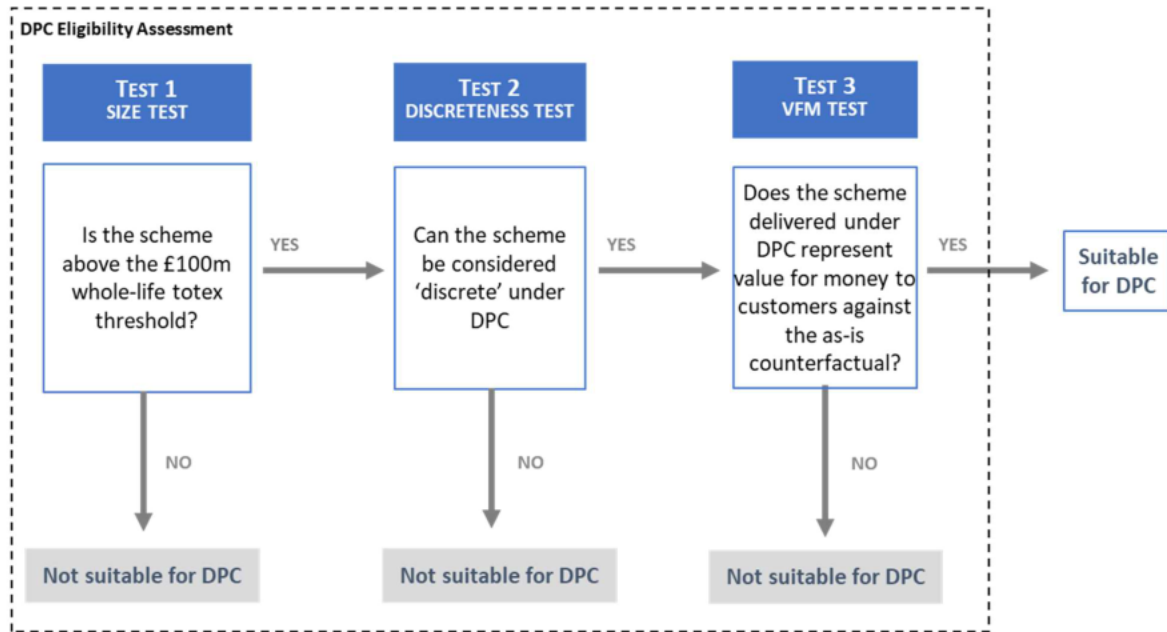 DPC Eligibility Assessment
TEST 1
SIZE TEST
Is the scheme
above the £100m
whole-life totex
threshold?
YES
NO
Not suitable for DPC
TEST 2
DISCRETENESS TEST
Can the scheme
be considered
‘discrete’ under
DPC
YES
NO
Not suitable for DPC
TEST 3
VFM TEST
Does the scheme
delivered under
DPC represent
value for money to
customers against
the as-is
counterfactual?
YES
NO
Not suitable for DPC
Suitable
for DPC